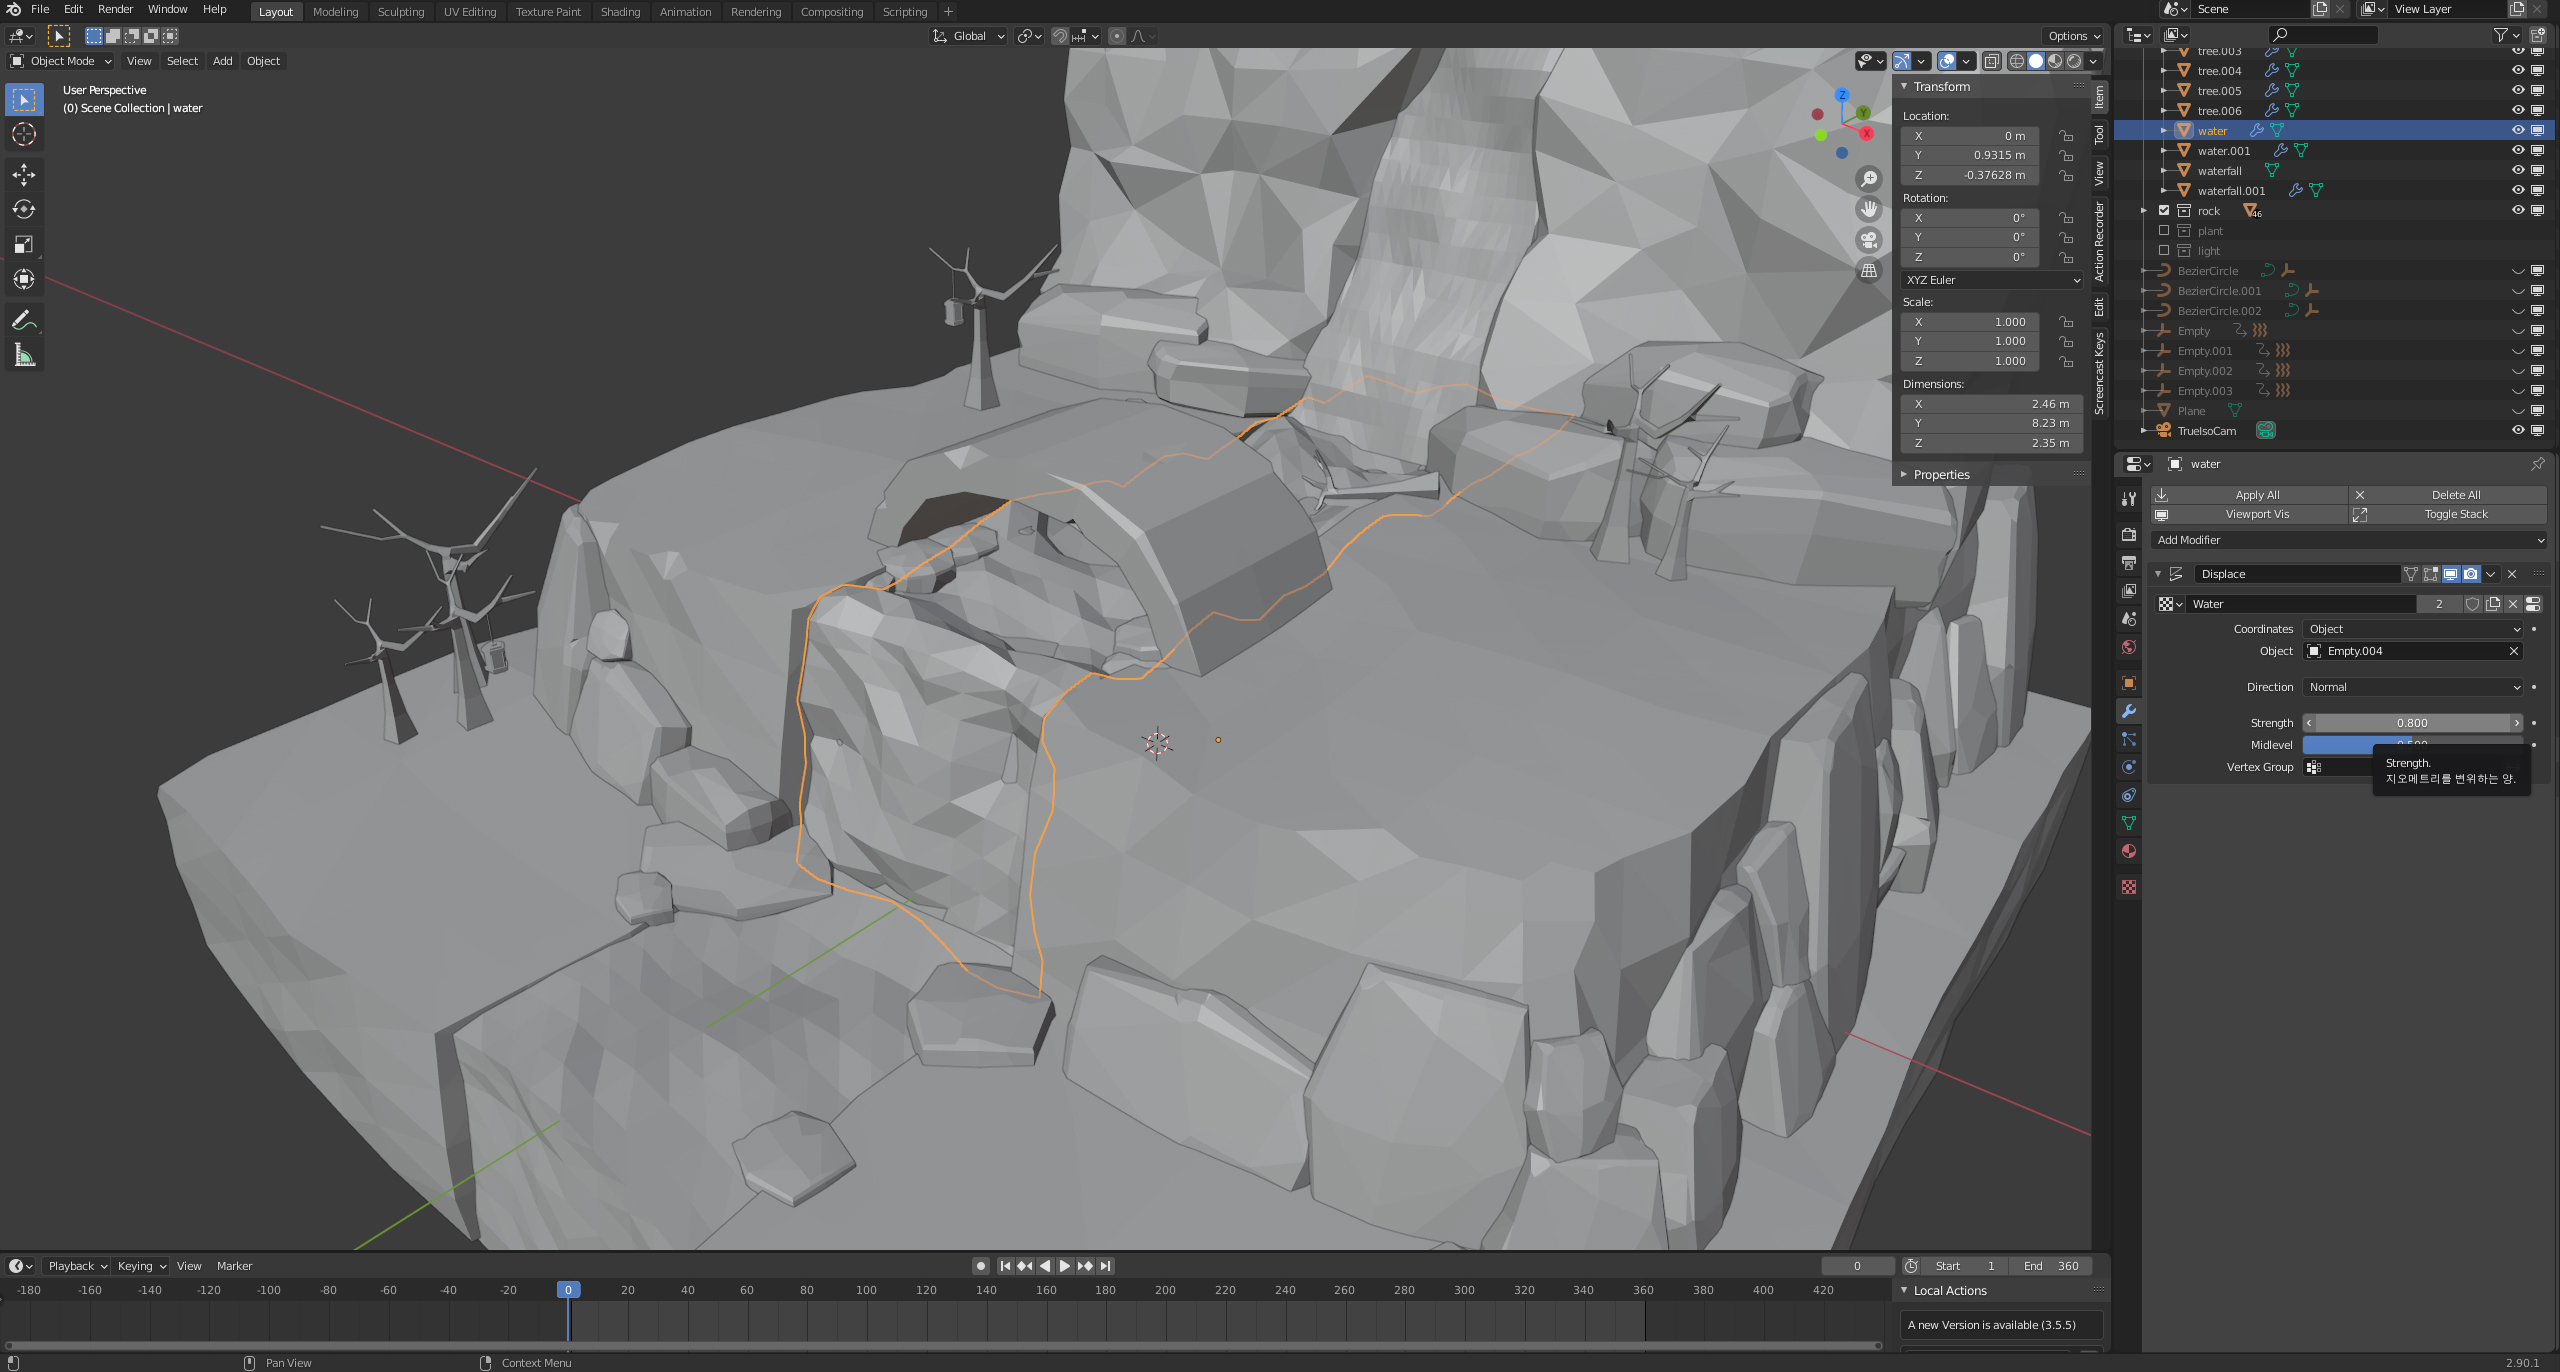 File Edit Render Window Help Layout Modeling Sculpting UV Editing Texture Paint Shading Animation Rendering Compositing Scripting + Scene View Layer
Global Options
Object Mode View Select Add Object
User Perspective
(0) Scene Collection | water
Transform
Location:
X 0 m
Y 0.9315 m
Z -0.37628 m
Rotation:
X 0°
Y 0°
Z 0°
XYZ Euler
Scale:
X 1.000
Y 1.000
Z 1.000
Dimensions:
X 2.46 m
Y 8.23 m
Z 2.35 m
Properties
Item
Tool
View
Action Recorder
Edit
Screencast Keys
Z
Y
X
tree.003
tree.004
tree.005
tree.006
water
water.001
waterfall
waterfall.001
rock 46
plant
light
BezierCircle
BezierCircle.001
BezierCircle.002
Empty
Empty.001
Empty.002
Empty.003
Plane
TrueIsoCam
water
Apply All Delete All
Viewport Vis Toggle Stack
Add Modifier
Displace
Water 2
Coordinates Object
Object Empty.004
Direction Normal
Strength 0.800
Midlevel
Vertex Group
Strength.
지오메트리를 변위하는 양.
Playback Keying View Marker 0 Start 1 End 360
-180 -160 -140 -120 -100 -80 -60 -40 -20 0 20 40 60 80 100 120 140 160 180 200 220 240 260 280 300 320 340 360 380 400 420
Local Actions
A new Version is available (3.5.5)
Pan View Context Menu 2.90.1